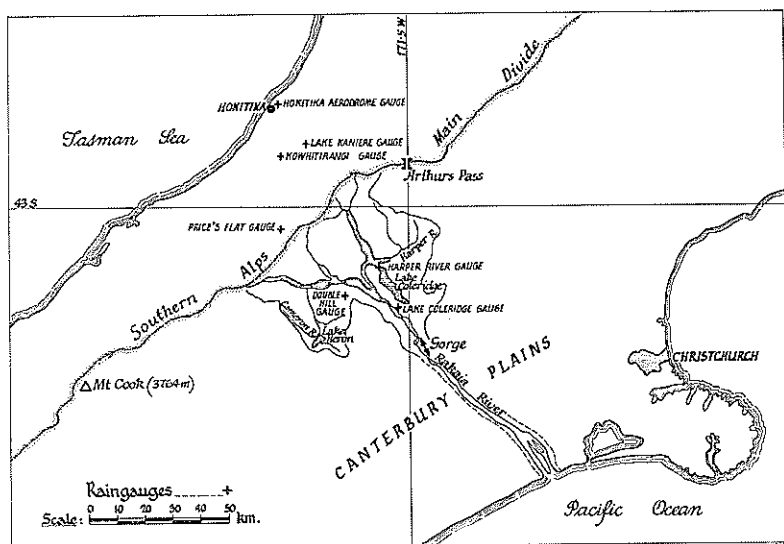 171.5 W
Main Divide
HOKITIKA
HOKITIKA AERODROME GAUGE
Tasman Sea
LAKE KANIERE GAUGE
KOWHITIRANGI GAUGE
Arthurs Pass
43 S
PRICE'S FLAT GAUGE
Harper R.
HARPER RIVER GAUGE
Lake
Coleridge
Southern Alps
DOUBLE
HILL
GAUGE
LAKE COLERIDGE GAUGE
Cameron R.
Lake
Heron
Gorge
Rakaia River
CHRISTCHURCH
Mt Cook (3764m)
CANTERBURY PLAINS
Raingauges
Scale: 0 10 20 30 40 50 km.
Pacific Ocean